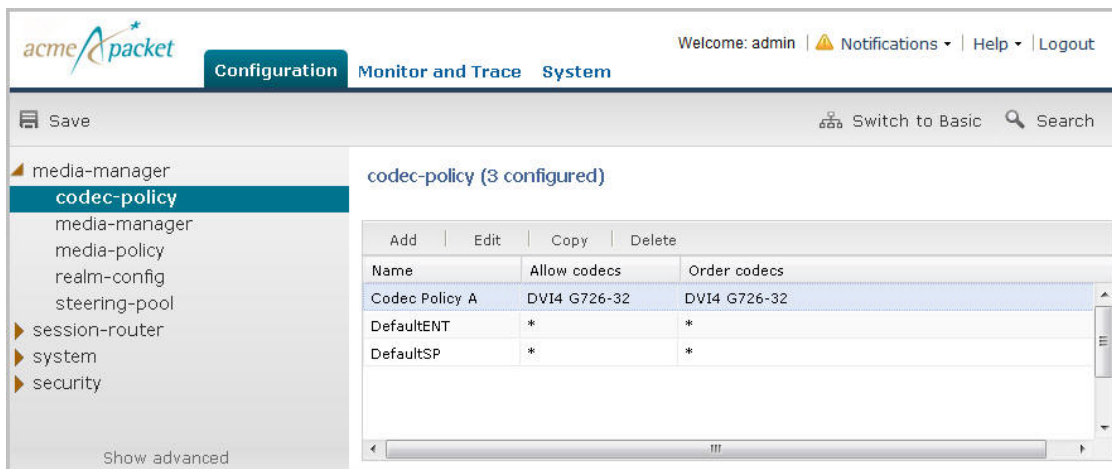 acme packet
Welcome: admin | Notifications | Help | Logout
Configuration Monitor and Trace System
Save Switch to Basic Search
media-manager
codec-policy
media-manager
media-policy
realm-config
steering-pool
session-router
system
security
Show advanced
codec-policy (3 configured)
Add | Edit | Copy | Delete
Name Allow codecs Order codecs
Codec Policy A DVI4 G726-32 DVI4 G726-32
DefaultENT * *
DefaultSP * *